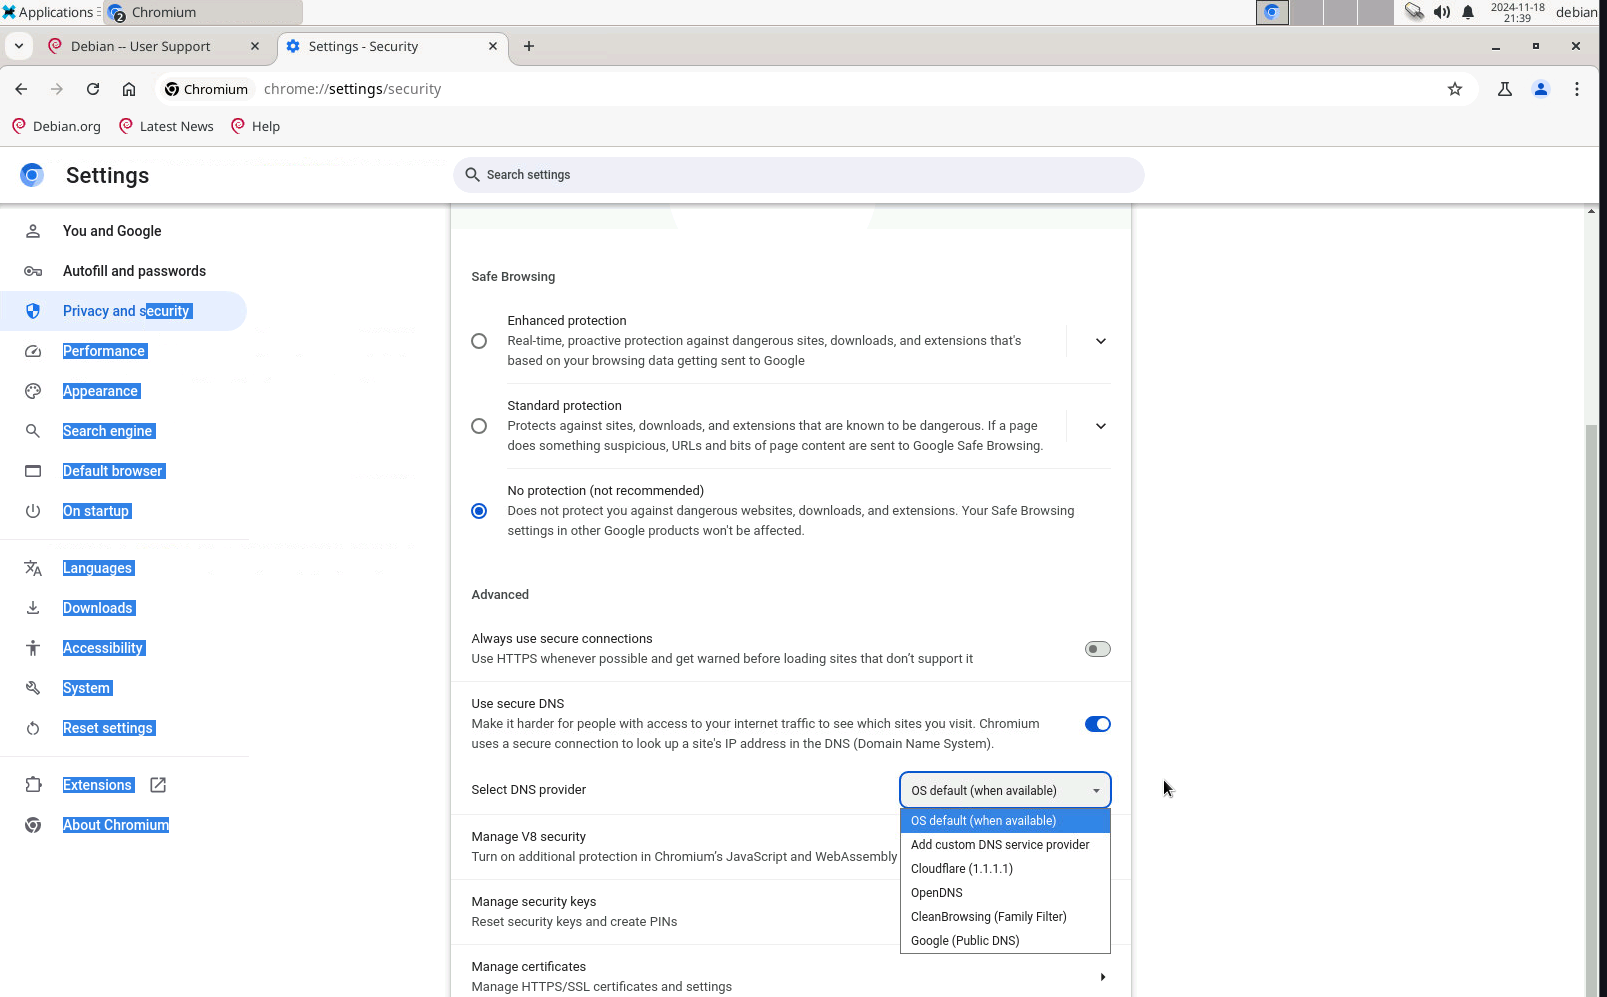 Applications
2
Chromium
2024-11-18
21:39
debian
Debian -- User Support
Settings - Security
Chromium
chrome://settings/security
Debian.org
Latest News
Help
Settings
Search settings
You and Google
Autofill and passwords
Privacy and security
Performance
Appearance
Search engine
Default browser
On startup
Languages
Downloads
Accessibility
System
Reset settings
Extensions
About Chromium
Safe Browsing
Enhanced protection
Real-time, proactive protection against dangerous sites, downloads, and extensions that's
based on your browsing data getting sent to Google
Standard protection
Protects against sites, downloads, and extensions that are known to be dangerous. If a page
does something suspicious, URLs and bits of page content are sent to Google Safe Browsing.
No protection (not recommended)
Does not protect you against dangerous websites, downloads, and extensions. Your Safe Browsing
settings in other Google products won't be affected.
Advanced
Always use secure connections
Use HTTPS whenever possible and get warned before loading sites that don’t support it
Use secure DNS
Make it harder for people with access to your internet traffic to see which sites you visit. Chromium
uses a secure connection to look up a site's IP address in the DNS (Domain Name System).
Select DNS provider
OS default (when available)
OS default (when available)
Add custom DNS service provider
Cloudflare (1.1.1.1)
OpenDNS
CleanBrowsing (Family Filter)
Google (Public DNS)
Manage V8 security
Turn on additional protection in Chromium’s JavaScript and WebAssembly
Manage security keys
Reset security keys and create PINs
Manage certificates
Manage HTTPS/SSL certificates and settings